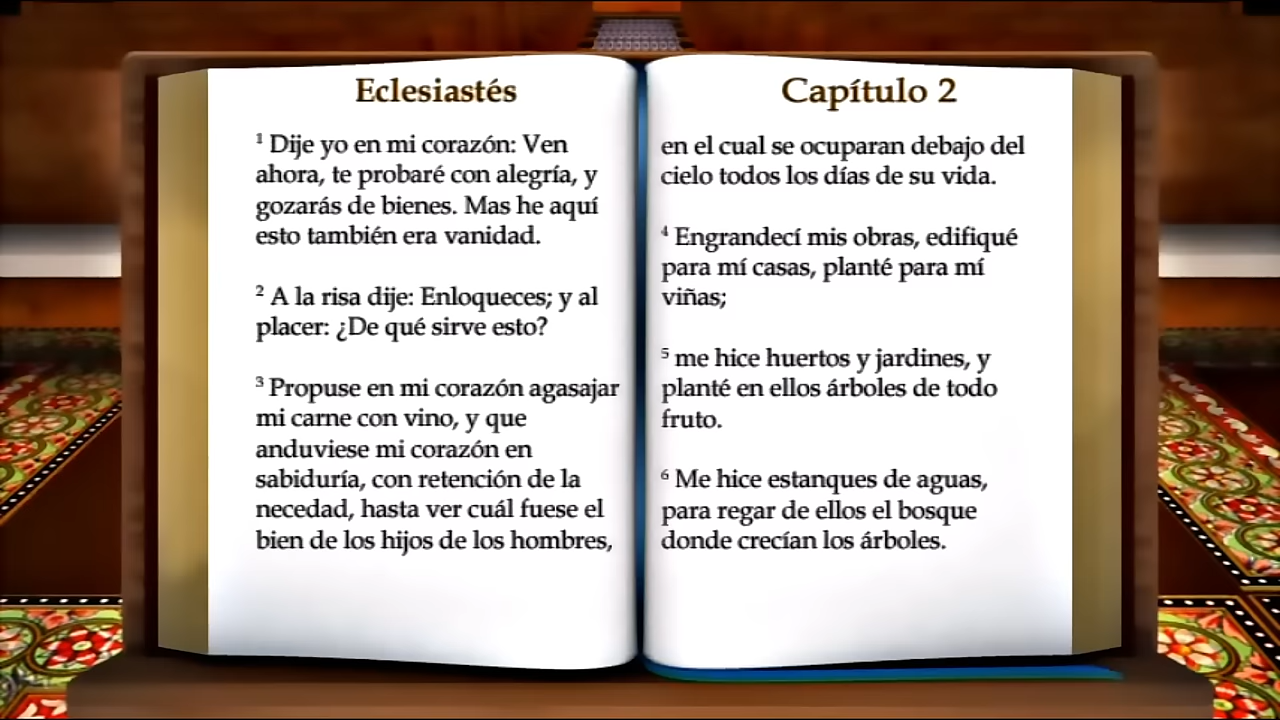 Eclesiastés
¹ Dije yo en mi corazón: Ven
ahora, te probaré con alegría, y
gozarás de bienes. Mas he aquí
esto también era vanidad.
² A la risa dije: Enloqueces; y al
placer: ¿De qué sirve esto?
³ Propuse en mi corazón agasajar
mi carne con vino, y que
anduviese mi corazón en
sabiduría, con retención de la
necedad, hasta ver cuál fuese el
bien de los hijos de los hombres,
Capítulo 2
en el cual se ocuparan debajo del
cielo todos los días de su vida.
⁴ Engrandecí mis obras, edifiqué
para mí casas, planté para mí
viñas;
⁵ me hice huertos y jardines, y
planté en ellos árboles de todo
fruto.
⁶ Me hice estanques de aguas,
para regar de ellos el bosque
donde crecían los árboles.